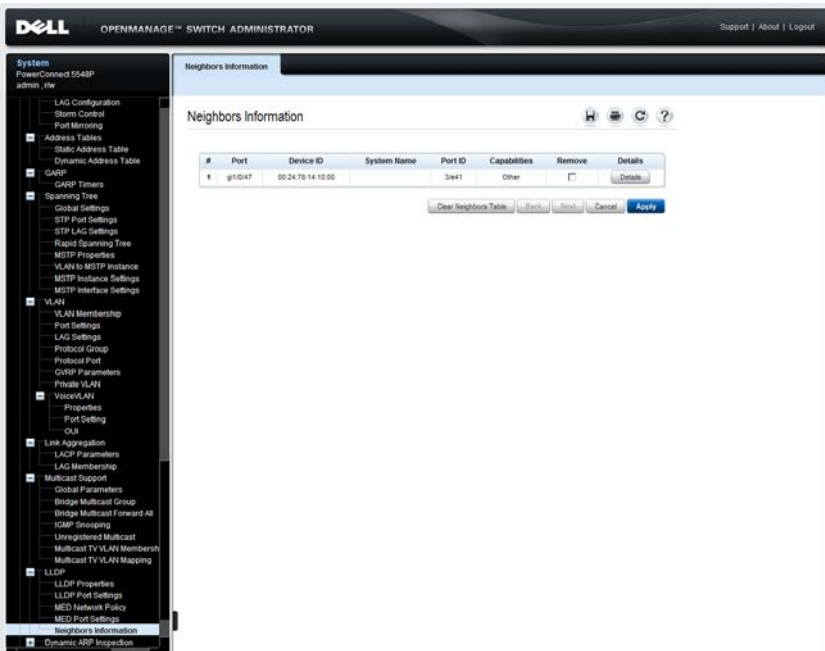 DELL OPENMANAGE™ SWITCH ADMINISTRATOR
Support | About | Logout
System
PowerConnect 5548P
admin , r/w
LAG Configuration
Storm Control
Port Mirroring
Address Tables
Static Address Table
Dynamic Address Table
GARP
GARP Timers
Spanning Tree
Global Settings
STP Port Settings
STP LAG Settings
Rapid Spanning Tree
MSTP Properties
VLAN to MSTP Instance
MSTP Instance Settings
MSTP Interface Settings
VLAN
VLAN Membership
Port Settings
LAG Settings
Protocol Group
Protocol Port
GVRP Parameters
Private VLAN
VoiceVLAN
Properties
Port Setting
OUI
Link Aggregation
LACP Parameters
LAG Membership
Multicast Support
Global Parameters
Bridge Multicast Group
Bridge Multicast Forward All
IGMP Snooping
Unregistered Multicast
Multicast TV VLAN Membersh
Multicast TV VLAN Mapping
LLDP
LLDP Properties
LLDP Port Settings
MED Network Policy
MED Port Settings
Neighbors Information
Dynamic ARP Inspection
Neighbors Information
Neighbors Information
# Port Device ID System Name Port ID Capabilities Remove Details
1 gi1/0/47 00:24:78:14:10:00 3/e41 Other Details
Clear Neighbors Table Back Next Cancel Apply